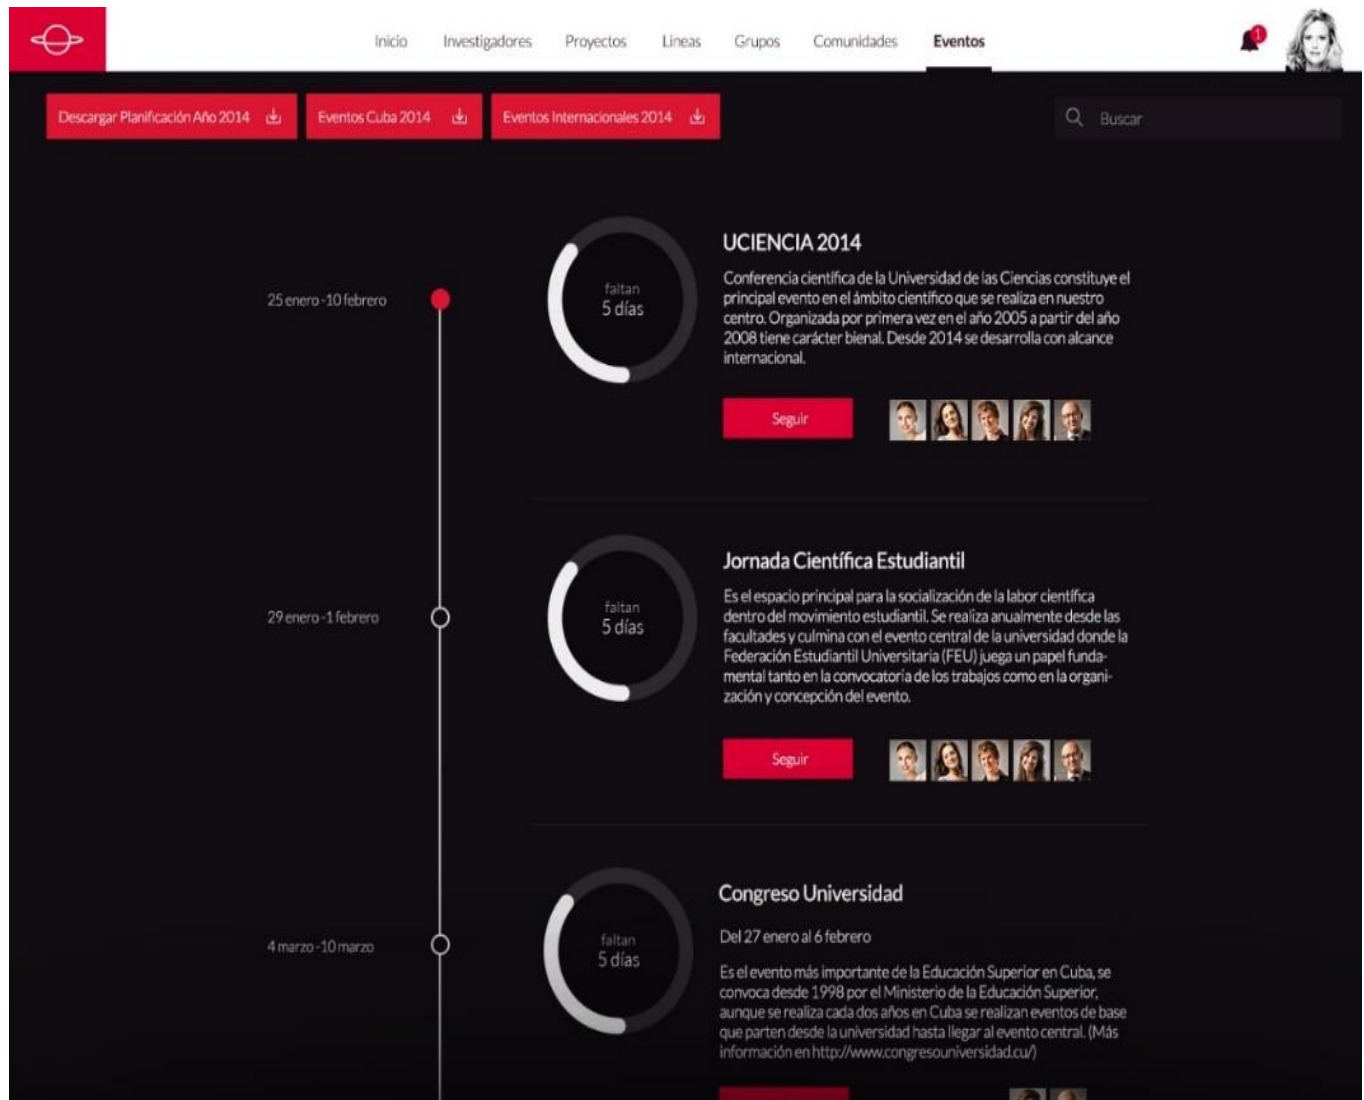 Inicio
Investigadores
Proyectos
Lineas
Grupos
Comunidades
Eventos
1
Descargar Planificación Año 2014
Eventos Cuba 2014
Eventos Internacionales 2014
Buscar
25 enero -10 febrero
faltan
5 días
UCIENCIA 2014
Conferencia científica de la Universidad de las Ciencias constituye el
principal evento en el ámbito científico que se realiza en nuestro
centro. Organizada por primera vez en el año 2005 a partir del año
2008 tiene carácter bienal. Desde 2014 se desarrolla con alcance
internacional.
Seguir
29 enero -1 febrero
faltan
5 días
Jornada Científica Estudiantil
Es el espacio principal para la socialización de la labor científica
dentro del movimiento estudiantil. Se realiza anualmente desde las
facultades y culmina con el evento central de la universidad donde la
Federación Estudiantil Universitaria (FEU) juega un papel funda-
mental tanto en la convocatoria de los trabajos como en la organi-
zación y concepción del evento.
Seguir
4 marzo -10 marzo
faltan
5 días
Congreso Universidad
Del 27 enero al 6 febrero
Es el evento más importante de la Educación Superior en Cuba, se
convoca desde 1998 por el Ministerio de la Educación Superior,
aunque se realiza cada dos años en Cuba se realizan eventos de base
que parten desde la universidad hasta llegar al evento central. (Más
información en http://www.congresouniversidad.cu/)